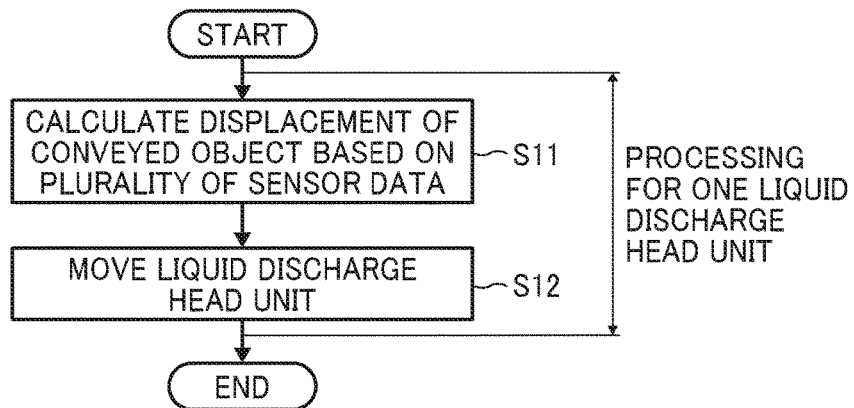 START
CALCULATE DISPLACEMENT OF
CONVEYED OBJECT BASED ON
PLURALITY OF SENSOR DATA
S11
PROCESSING
FOR ONE LIQUID
DISCHARGE
HEAD UNIT
MOVE LIQUID DISCHARGE
HEAD UNIT
S12
END